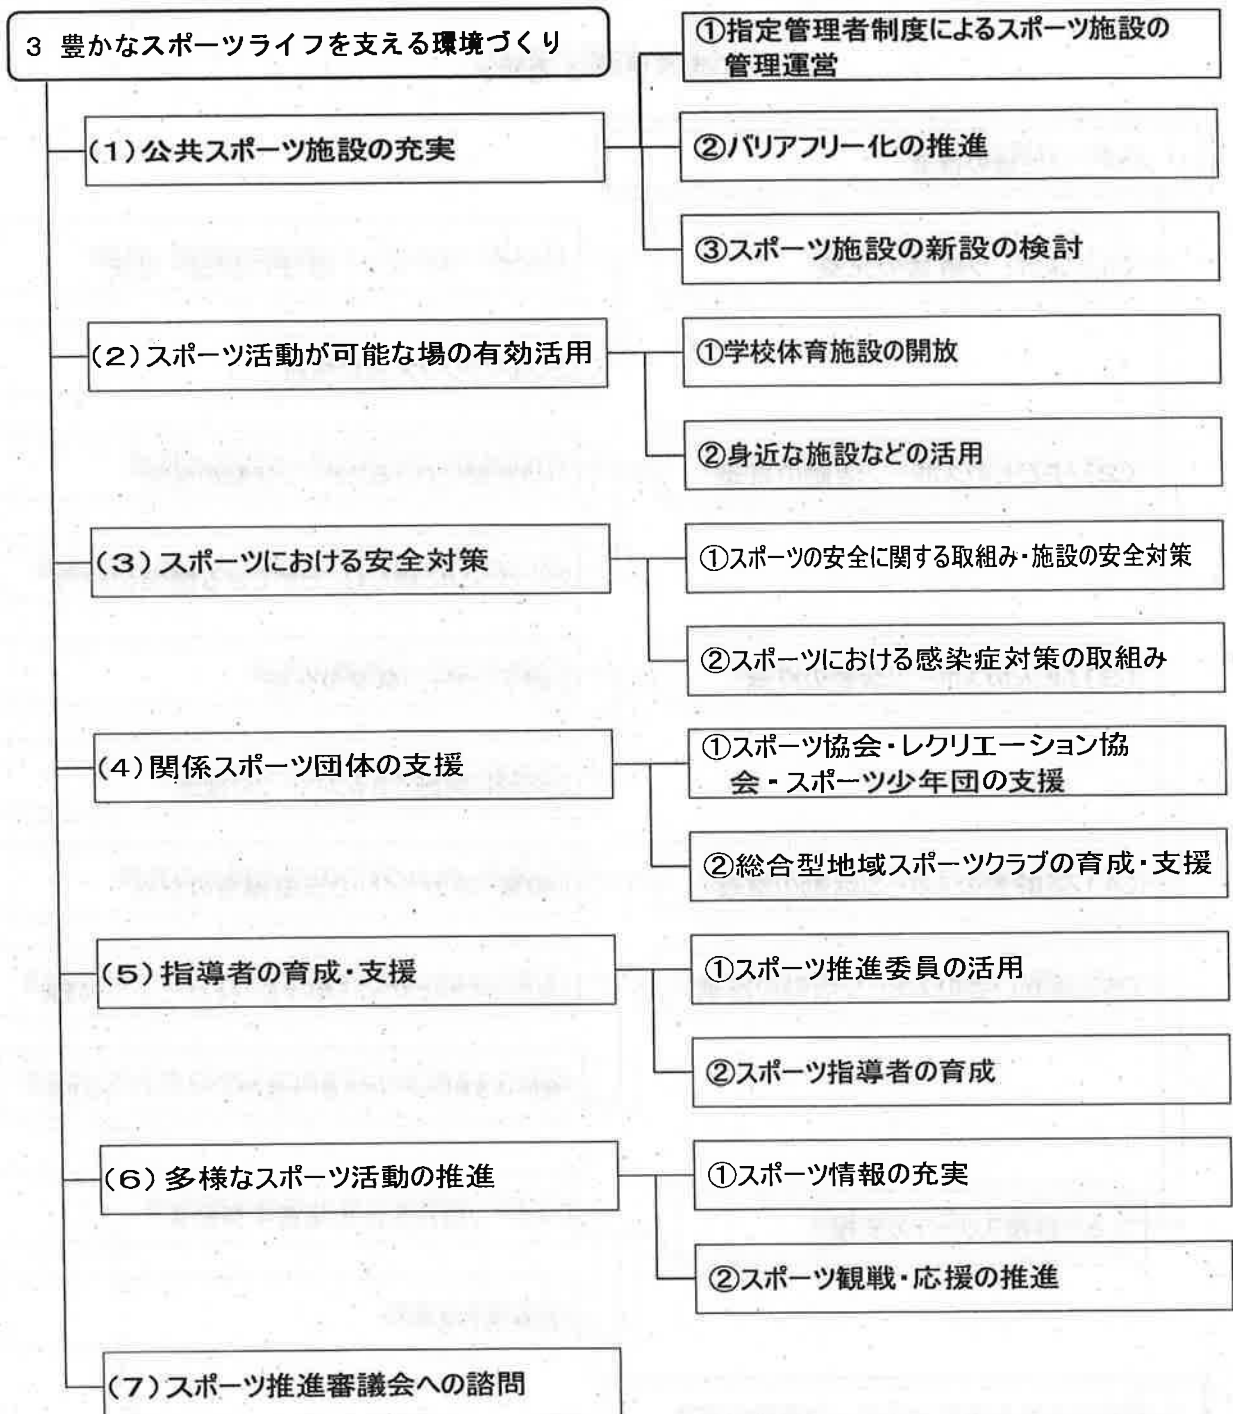 3 豊かなスポーツライフを支える環境づくり
(1)公共スポーツ施設の充実
①指定管理者制度によるスポーツ施設の
管理運営
②バリアフリー化の推進
③スポーツ施設の新設の検討
(2)スポーツ活動が可能な場の有効活用
①学校体育施設の開放
②身近な施設などの活用
(3)スポーツにおける安全対策
①スポーツの安全に関する取組み・施設の安全対策
②スポーツにおける感染症対策の取組み
(4)関係スポーツ団体の支援
①スポーツ協会・レクリエーション協
会・スポーツ少年団の支援
②総合型地域スポーツクラブの育成・支援
(5)指導者の育成・支援
①スポーツ推進委員の活用
②スポーツ指導者の育成
(6)多様なスポーツ活動の推進
①スポーツ情報の充実
②スポーツ観戦・応援の推進
(7)スポーツ推進審議会への諮問